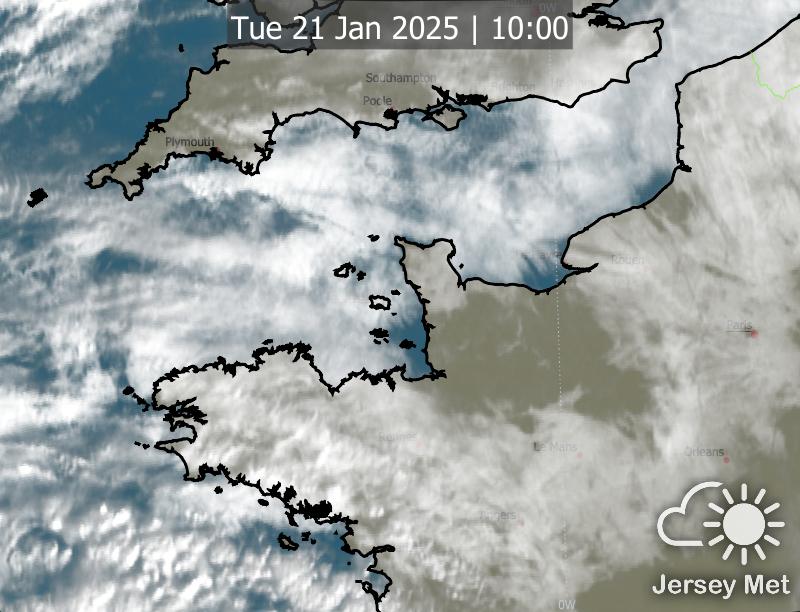 Tue 21 Jan 2025 | 10:00
0W
Southampton
Brighton
Poole
Plymouth
Rouen
Paris
Rennes
Le Mans
Orleans
Angers
Jersey Met
0W